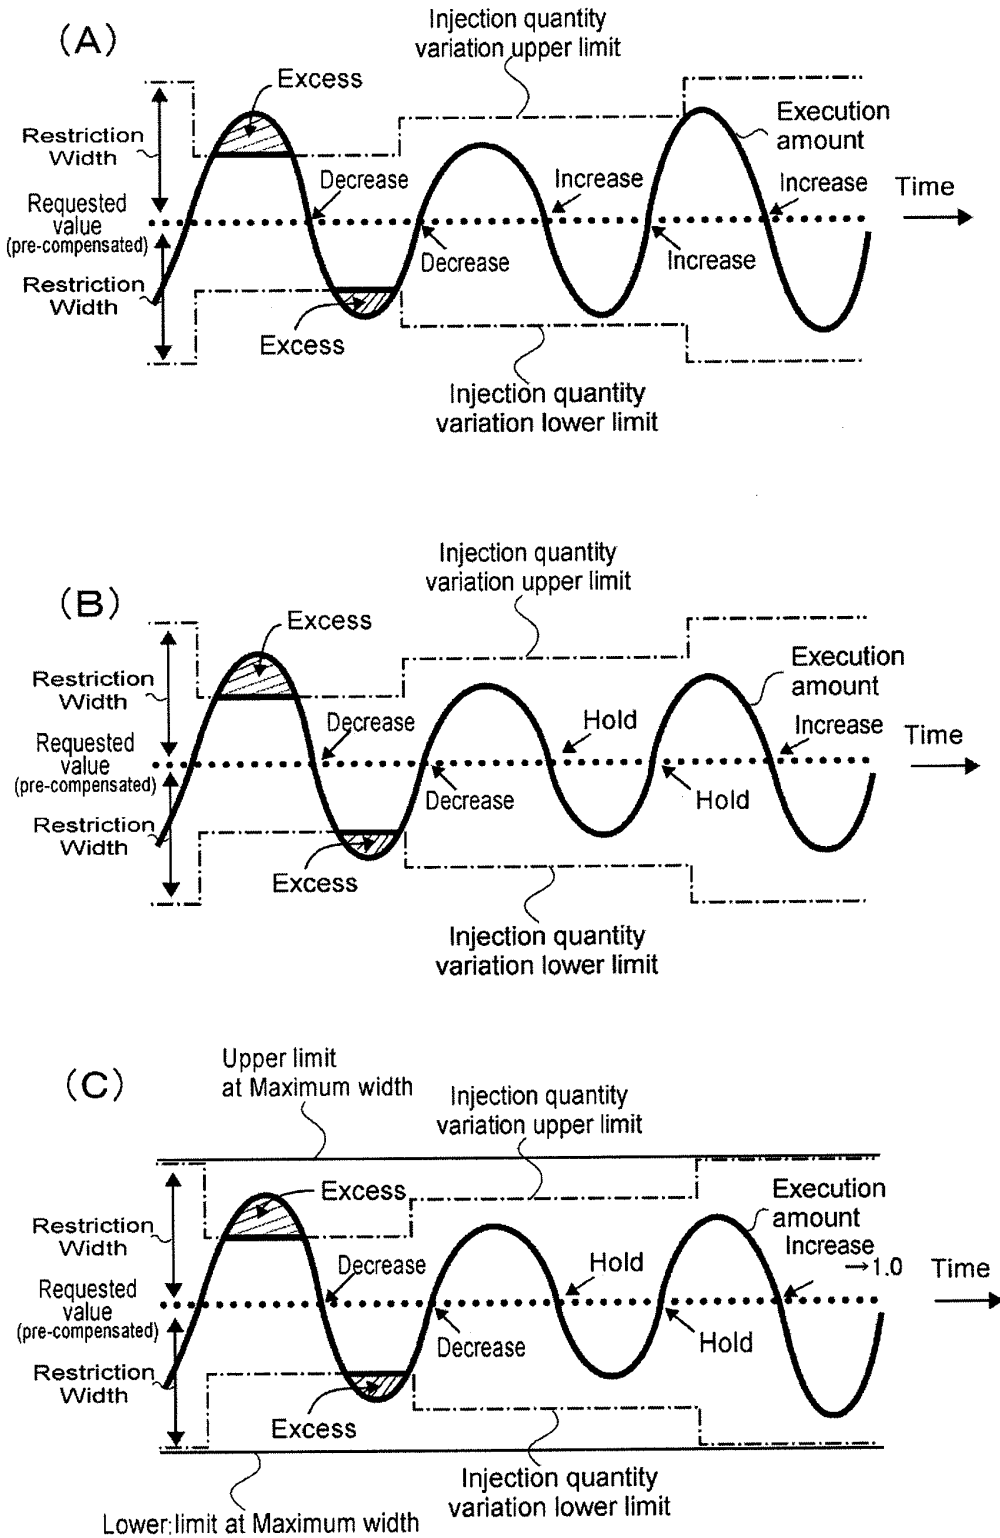 (A)
Injection quantity
variation upper limit
Excess
Restriction
Width
Execution
amount
Decrease
Increase
Increase
Time
Requested
value
(pre-compensated)
Decrease
Increase
Restriction
Width
Excess
Injection quantity
variation lower limit
(B)
Injection quantity
variation upper limit
Excess
Restriction
Width
Execution
amount
Decrease
Hold
Increase
Time
Requested
value
(pre-compensated)
Decrease
Hold
Restriction
Width
Excess
Injection quantity
variation lower limit
(C)
Upper limit
at Maximum width
Injection quantity
variation upper limit
Excess
Restriction
Width
Execution
amount
Increase
→1.0
Decrease
Hold
Time
Requested
value
(pre-compensated)
Decrease
Hold
Restriction
Width
Excess
Injection quantity
variation lower limit
Lower limit at Maximum width